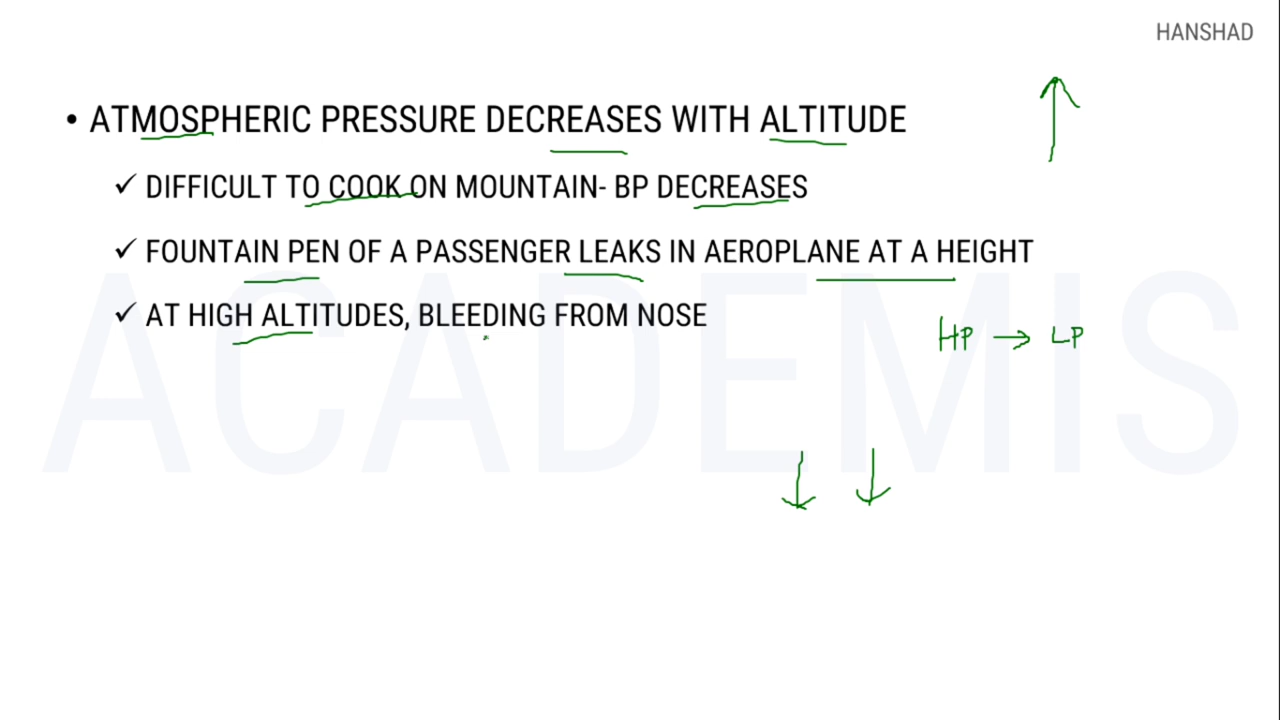 HANSHAD
• ATMOSPHERIC PRESSURE DECREASES WITH ALTITUDE
✓ DIFFICULT TO COOK ON MOUNTAIN- BP DECREASES
✓ FOUNTAIN PEN OF A PASSENGER LEAKS IN AEROPLANE AT A HEIGHT
✓ AT HIGH ALTITUDES, BLEEDING FROM NOSE
HP → LP
ACADEMIS